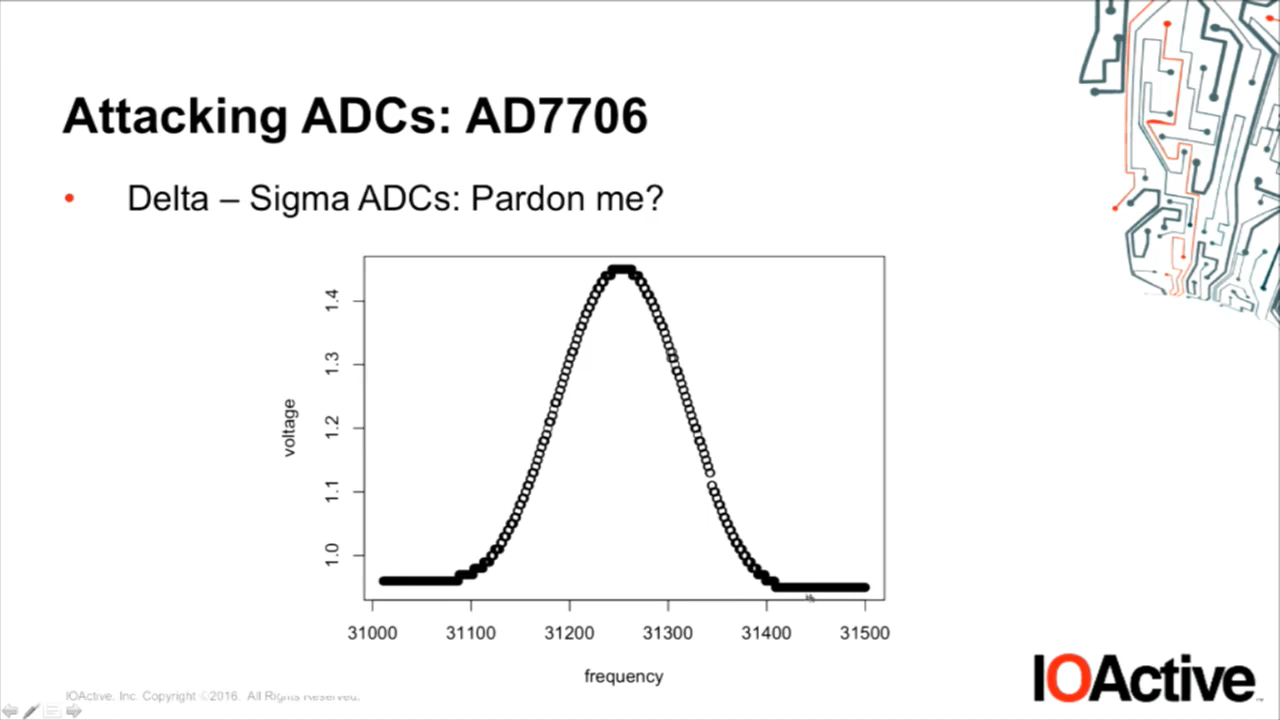 Attacking ADCs: AD7706
• Delta – Sigma ADCs: Pardon me?
voltage
1.4
1.3
1.2
1.1
1.0
31000 31100 31200 31300 31400 31500
frequency
IOActive, Inc. Copyright ©2016. All Rights Reserved.
IOActive